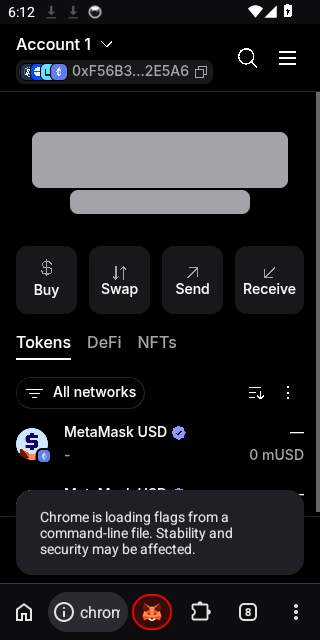 6:12
Account 1
0xF56B3...2E5A6
Buy
Swap
Send
Receive
Tokens DeFi NFTs
All networks
MetaMask USD —
- 0 mUSD
Chrome is loading flags from a
command-line file. Stability and
security may be affected.
chrom
8